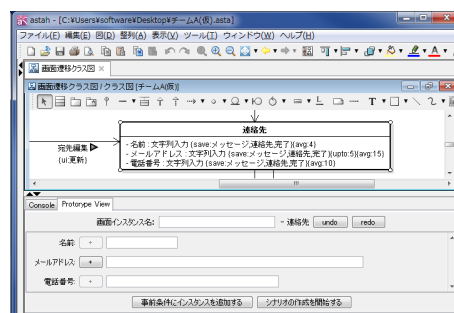 astah - [C:¥Users¥software¥Desktop¥チームA(仮).asta]
ファイル(F) 編集(E) 図(D) 整列(A) 表示(V) ツール(T) ウィンドウ(W) ヘルプ(H)
画面遷移クラス図 ×
画面遷移クラス図 / クラス図 [チームA(仮)]
T
連絡先
- 名前 : 文字列入力 {save:メッセージ,連絡先,完了}{avg:4}
- メールアドレス : 文字列入力 {save:メッセージ,連絡先,完了}{upto:5}{avg:15}
- 電話番号 : 文字列入力 {save:メッセージ,連絡先,完了}{avg:10}
宛先編集
{ui:更新}
Console Prototype View
画面インスタンス名: - 連絡先 undo redo
名前: +
メールアドレス: +
電話番号: +
事前条件にインスタンスを追加する シナリオの作成を開始する